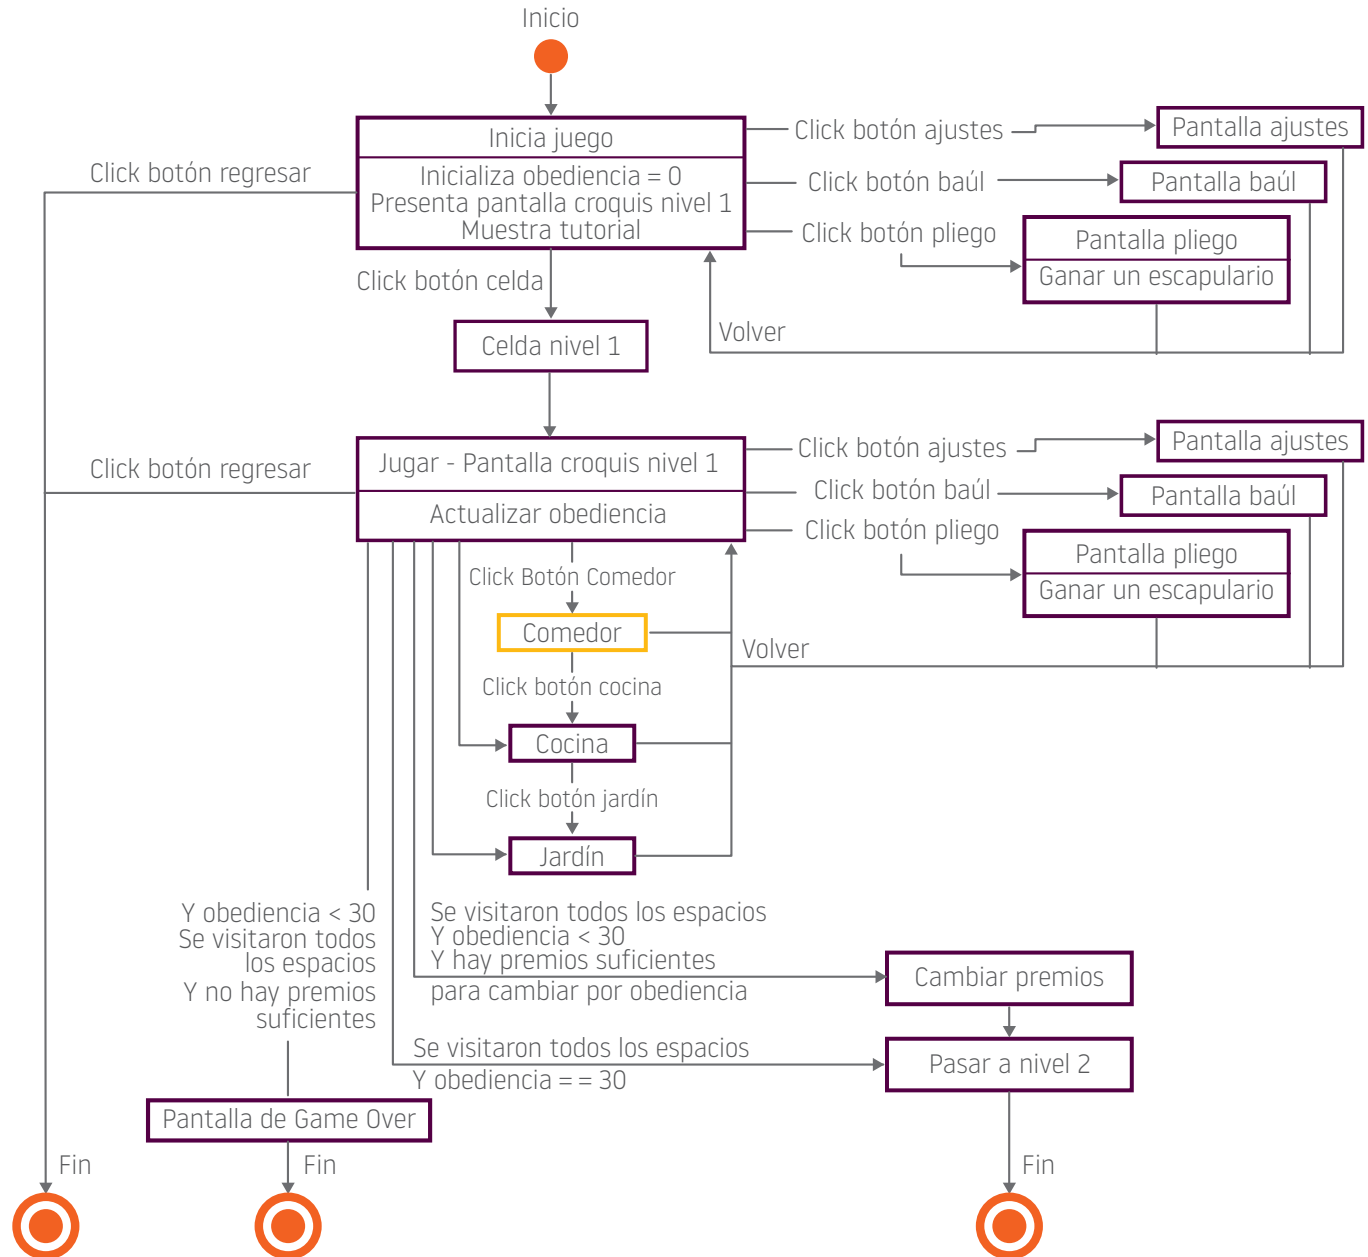 Inicio
Inicia juego
Inicializa obediencia = 0
Presenta pantalla croquis nivel 1
Muestra tutorial
Click botón regresar
Click botón ajustes
Pantalla ajustes
Click botón baúl
Pantalla baúl
Click botón pliego
Pantalla pliego
Ganar un escapulario
Click botón celda
Volver
Celda nivel 1
Click botón regresar
Jugar - Pantalla croquis nivel 1
Actualizar obediencia
Click botón ajustes
Pantalla ajustes
Click botón baúl
Pantalla baúl
Click botón pliego
Pantalla pliego
Ganar un escapulario
Click Botón Comedor
Comedor
Volver
Click botón cocina
Cocina
Click botón jardín
Jardín
Y obediencia < 30
Se visitaron todos
los espacios
Y no hay premios
suficientes
Se visitaron todos los espacios
Y obediencia < 30
Y hay premios suficientes
para cambiar por obediencia
Cambiar premios
Se visitaron todos los espacios
Y obediencia = = 30
Pasar a nivel 2
Pantalla de Game Over
Fin
Fin
Fin